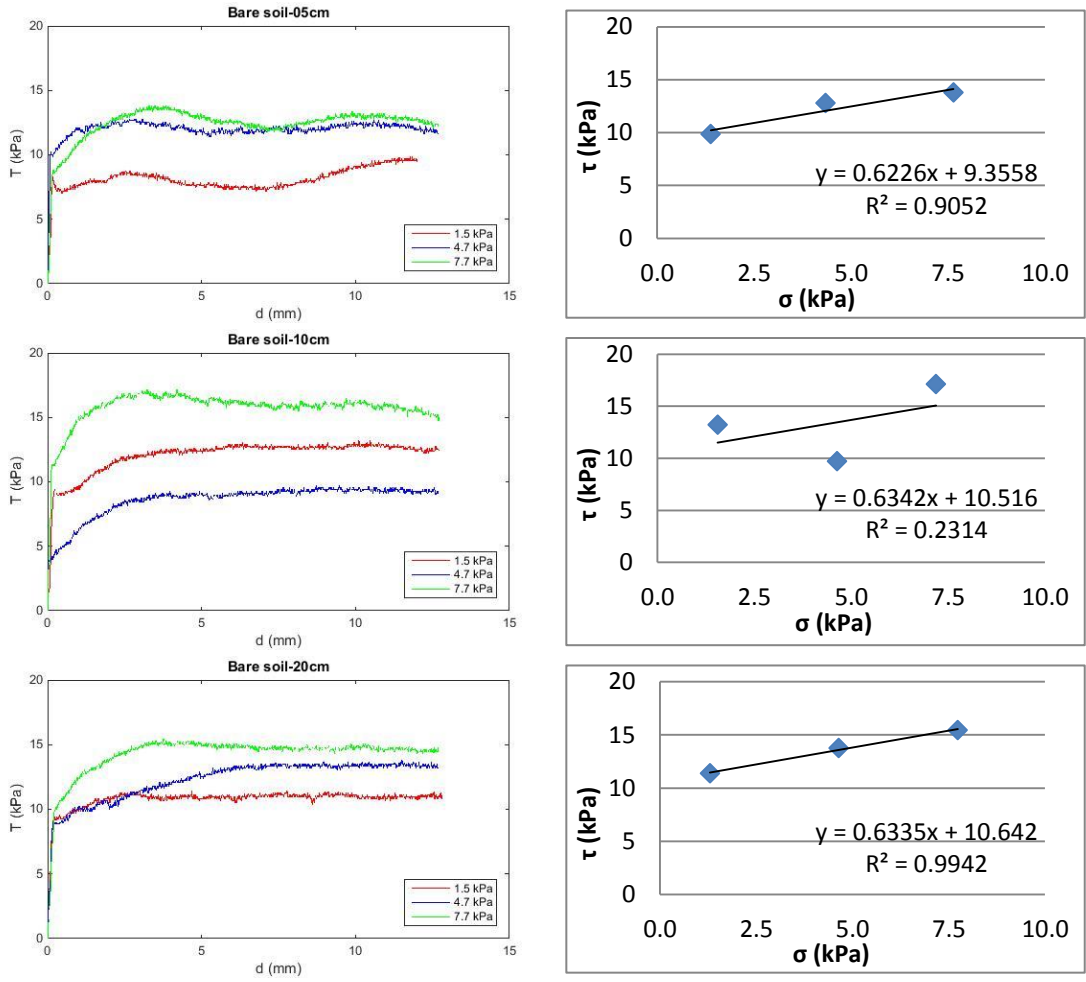 Bare soil-05cm
20
15
10
5
0
T (kPa)
0 5 10 15
d (mm)
1.5 kPa
4.7 kPa
7.7 kPa
20
15
10
5
0
τ (kPa)
y = 0.6226x + 9.3558
R² = 0.9052
0.0 2.5 5.0 7.5 10.0
σ (kPa)
Bare soil-10cm
20
15
10
5
0
T (kPa)
0 5 10 15
d (mm)
1.5 kPa
4.7 kPa
7.7 kPa
20
15
10
5
0
τ (kPa)
y = 0.6342x + 10.516
R² = 0.2314
0.0 2.5 5.0 7.5 10.0
σ (kPa)
Bare soil-20cm
20
15
10
5
0
T (kPa)
0 5 10 15
d (mm)
1.5 kPa
4.7 kPa
7.7 kPa
20
15
10
5
0
τ (kPa)
y = 0.6335x + 10.642
R² = 0.9942
0.0 2.5 5.0 7.5 10.0
σ (kPa)